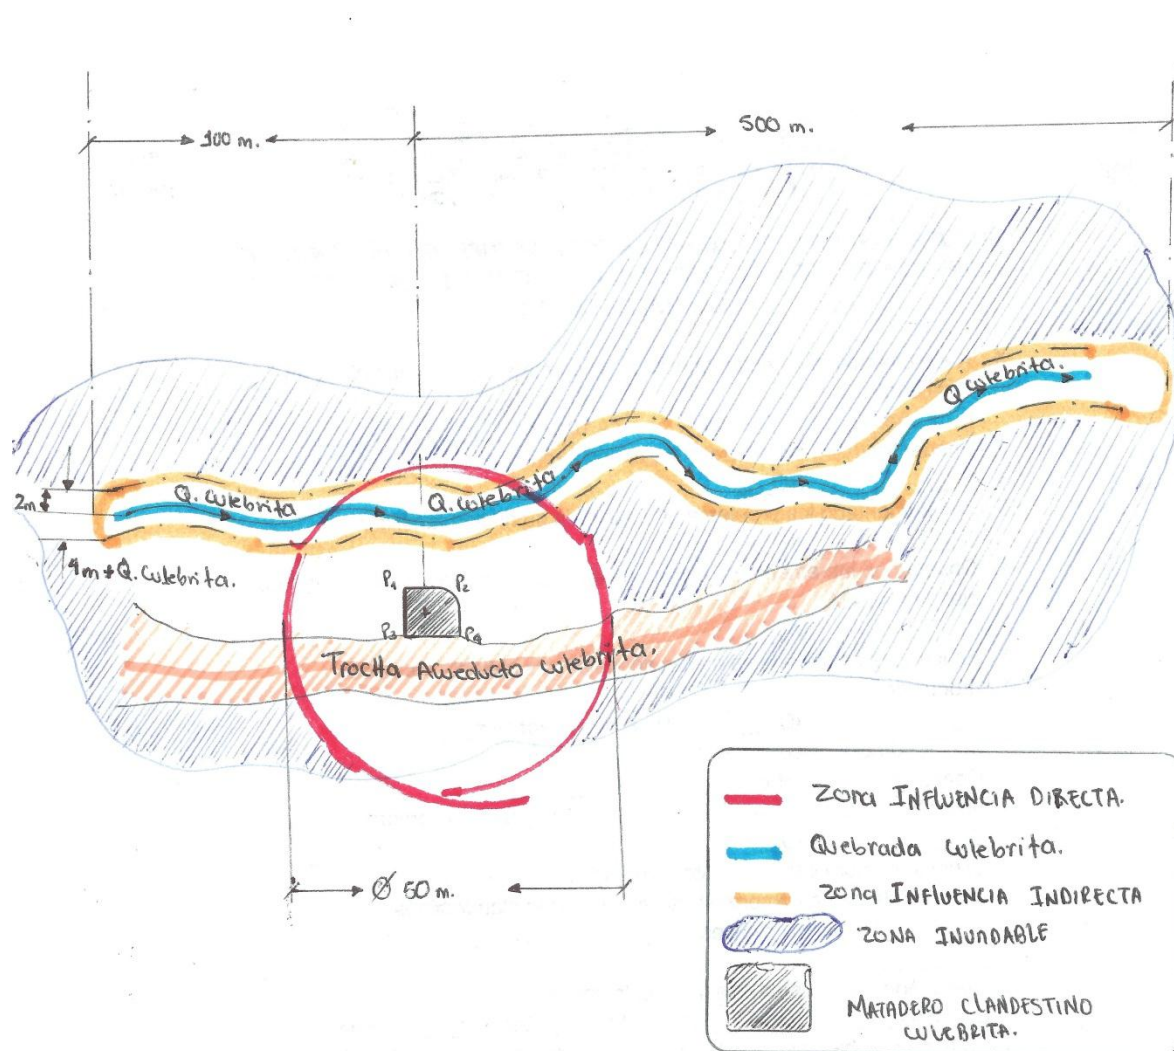 100 m.
500 m.
Q. Culebrita.
Q. Culebrita
Q. Culebrita.
2m
4m + Q. Culebrita.
P1
P2
P3
P4
Trocha Acueducto Culebrita.
Ø 50 m.
Zona INFLUENCIA DIRECTA.
Quebrada Culebrita.
Zona INFLUENCIA INDIRECTA
ZONA INUNDABLE
MATADERO CLANDESTINO
CULEBRITA.